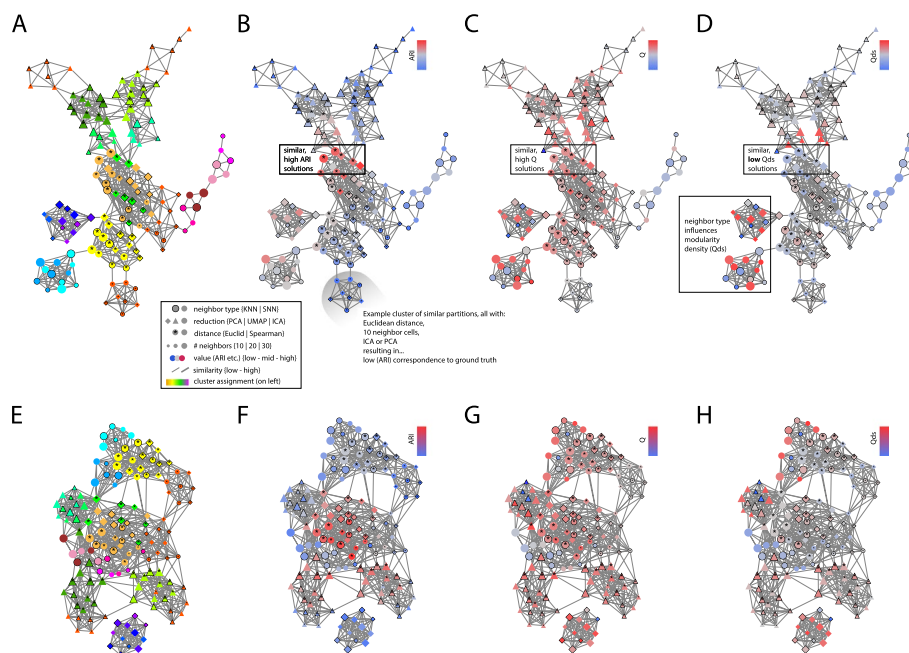 A
B
C
D
ARI
Q
Qds
similar,
high ARI
solutions
similar,
high Q
solutions
similar,
low Qds
solutions
neighbor type
influences
modularity
density (Qds)
neighbor type (KNN | SNN)
reduction (PCA | UMAP | ICA)
distance (Euclid | Spearman)
# neighbors (10 | 20 | 30)
value (ARI etc.) (low - mid - high)
similarity (low - high)
cluster assignment (on left)
Example cluster of similar partitions, all with:
Euclidean distance,
10 neighbor cells,
ICA or PCA
resulting in...
low (ARI) correspondence to ground truth
E
F
G
H
ARI
Q
Qds